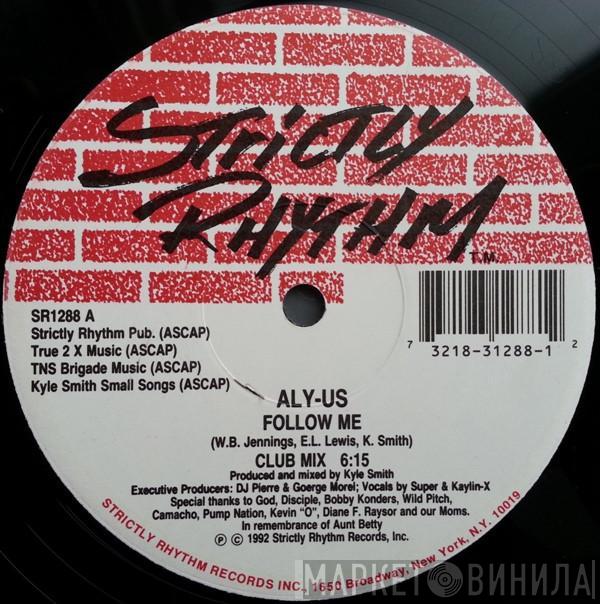 STRICTLY
RHYTHM
T.M.
SR1288 A
Strictly Rhythm Pub. (ASCAP)
True 2 X Music (ASCAP)
TNS Brigade Music (ASCAP)
Kyle Smith Small Songs (ASCAP)
7 3218-31288-1 2
ALY-US
FOLLOW ME
(W.B. Jennings, E.L. Lewis, K. Smith)
CLUB MIX 6:15
Produced and mixed by Kyle Smith
Executive Producers: DJ Pierre & Goerge Morei; Vocals by Super & Kaylin-X
Special thanks to God, Disciple, Bobby Konders, Wild Pitch,
Camacho, Pump Nation, Kevin "O", Diane F. Raysor and our Moms.
In remembrance of Aunt Betty
℗ © 1992 Strictly Rhythm Records, Inc.
STRICTLY RHYTHM RECORDS INC., 1650 Broadway, New York, N.Y. 10019
МАРКЕТ ВИНИЛА